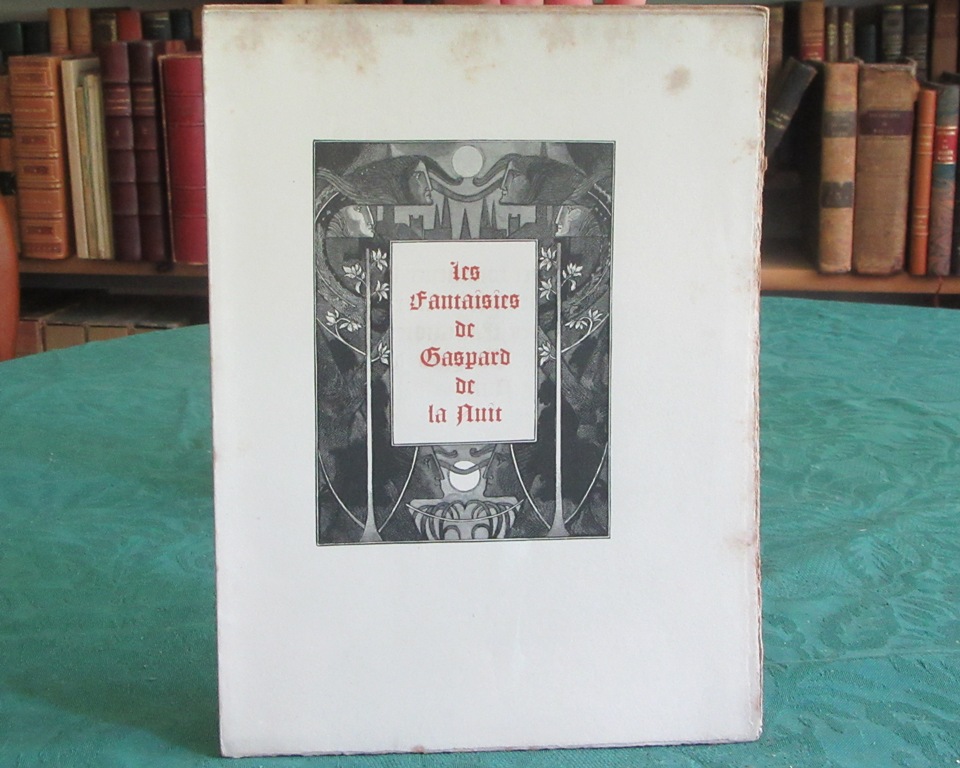 les
Fantaisies
de
Gaspard
de
la Nuit